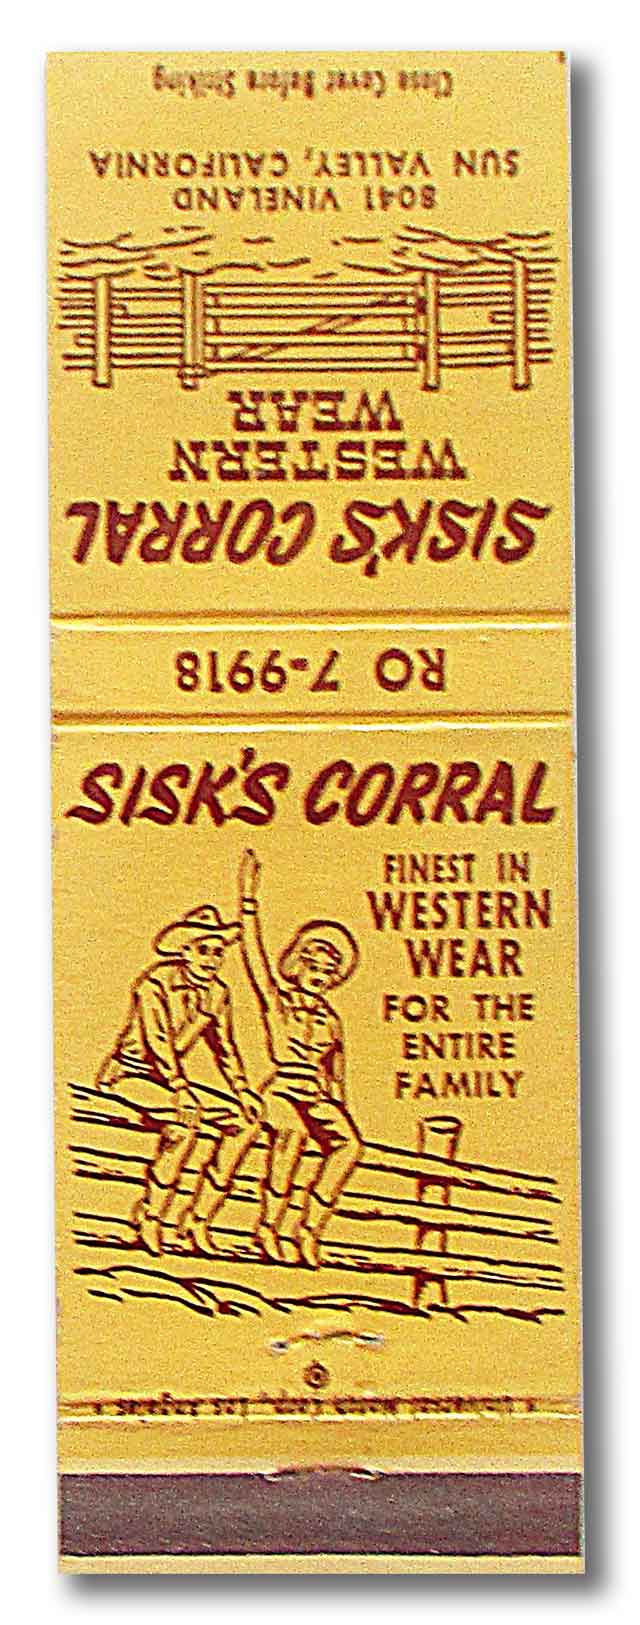 Close Cover Before Striking
8041 VINELAND
SUN VALLEY, CALIFORNIA
WESTERN
WEAR
SISK'S CORRAL
RO 7-9918
SISK'S CORRAL
FINEST IN
WESTERN
WEAR
FOR THE
ENTIRE
FAMILY